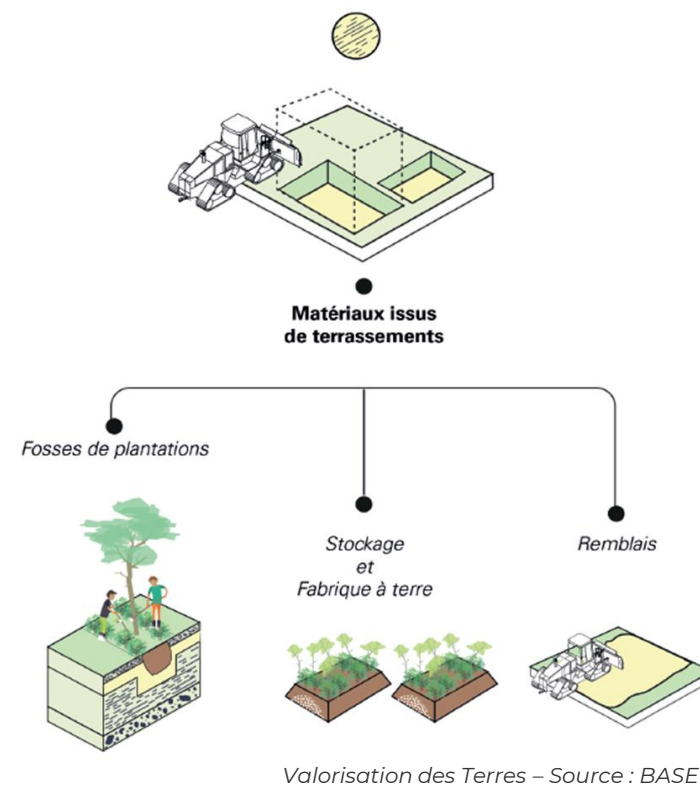 Matériaux issus
de terrassements
Fosses de plantations
Stockage
et
Fabrique à terre
Remblais
Valorisation des Terres – Source : BASE